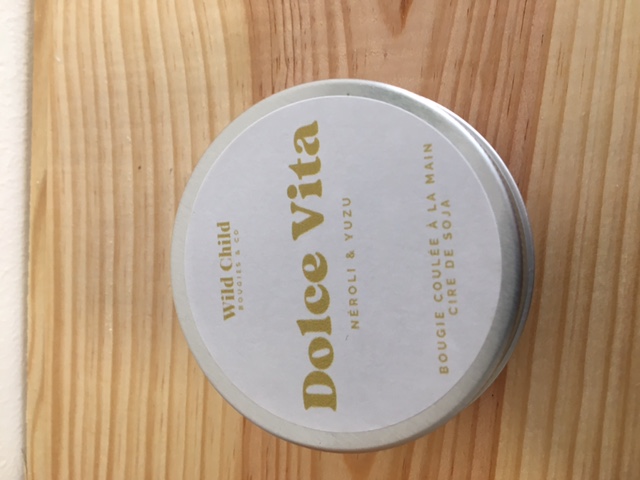 Wild Child
BOUGIES & CO
Dolce Vita
NÉROLI & YUZU
BOUGIE COULÉE À LA MAIN
CIRE DE SOJA